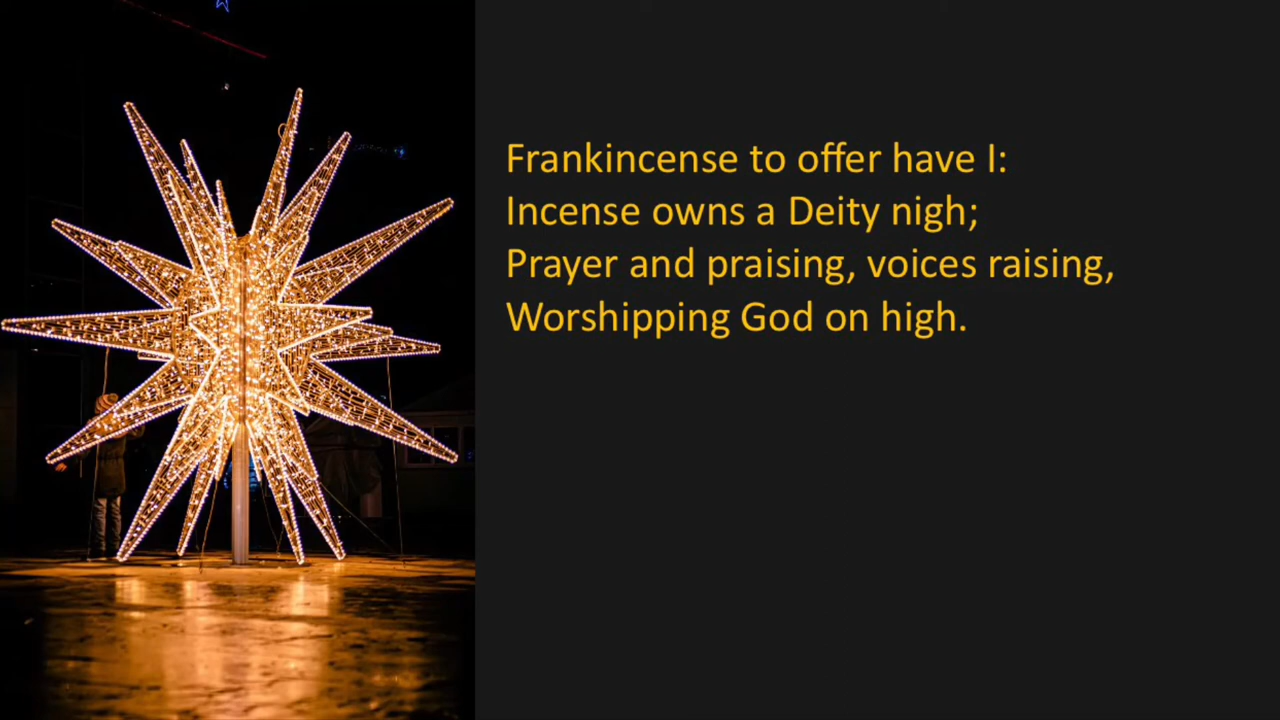 Frankincense to offer have I:
Incense owns a Deity nigh;
Prayer and praising, voices raising,
Worshipping God on high.